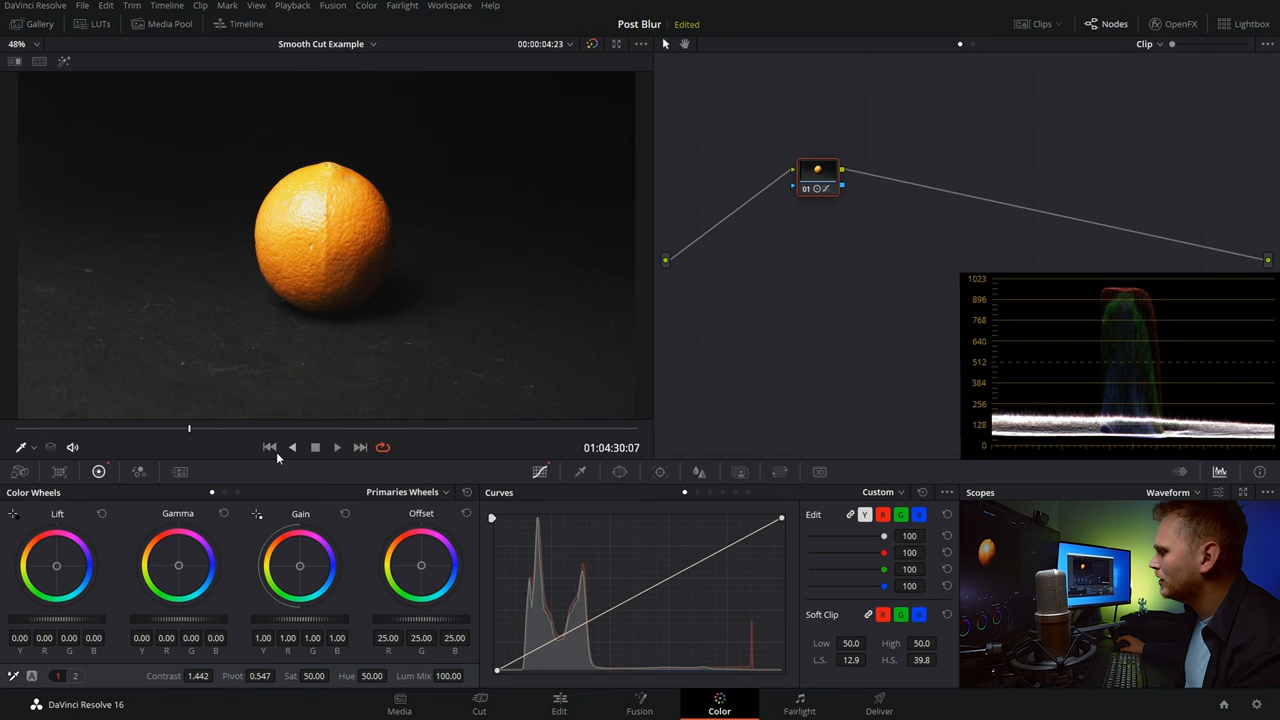 DaVinci Resolve File Edit Trim Timeline Clip Mark View Playback Fusion Color Fairlight Workspace Help
Gallery LUTs Media Pool Timeline Post Blur Edited Clips Nodes OpenFX Lightbox
48% Smooth Cut Example 00:00:04:23 Clip
01
1023
896
768
640
512
384
256
128
0
01:04:30:07
Color Wheels Primaries Wheels Curves Custom Scopes Waveform
Lift Gamma Gain Offset Edit Y R G B
100
100
100
100
Soft Clip R G B
0.00 0.00 0.00 0.00 0.00 0.00 0.00 0.00 1.00 1.00 1.00 1.00 25.00 25.00 25.00 Low 50.0 High 50.0
Y R G B Y R G B Y R G B R G B L.S. 12.9 H.S. 39.8
A 1 2 Contrast 1.442 Pivot 0.547 Sat 50.00 Hue 50.00 Lum Mix 100.00
DaVinci Resolve 16 Media Cut Edit Fusion Color Fairlight Deliver